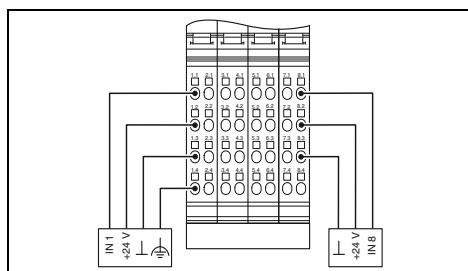 1.1 2.1 3.1 4.1 5.1 6.1 7.1 8.1
1.2 2.2 3.2 4.2 5.2 6.2 7.2 8.2
1.3 2.3 3.3 4.3 5.3 6.3 7.3 8.3
1.4 2.4 3.4 4.4 5.4 6.4 7.4 8.4
IN 1
+24 V
+24 V
IN 8